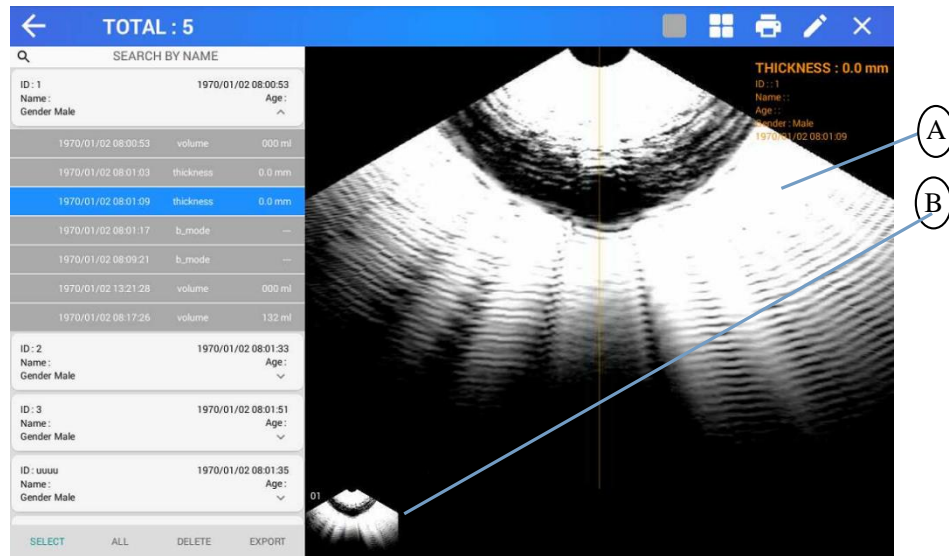 TOTAL : 5
SEARCH BY NAME
ID : 1 1970/01/02 08:00:53
Name : Age :
Gender Male
1970/01/02 08:00:53 volume 000 ml
1970/01/02 08:01:03 thickness 0.0 mm
1970/01/02 08:01:09 thickness 0.0 mm
1970/01/02 08:01:17 b_mode ---
1970/01/02 08:09:21 b_mode ---
1970/01/02 13:21:28 volume 000 ml
1970/01/02 08:17:26 volume 132 ml
ID : 2 1970/01/02 08:01:33
Name : Age :
Gender Male
ID : 3 1970/01/02 08:01:51
Name : Age :
Gender Male
ID : uuuu 1970/01/02 08:01:35
Name : Age :
Gender Male
SELECT ALL DELETE EXPORT
THICKNESS : 0.0 mm
ID : : 1
Name : :
Age : :
Gender : Male
1970/01/02 08:01:09
01
A
B